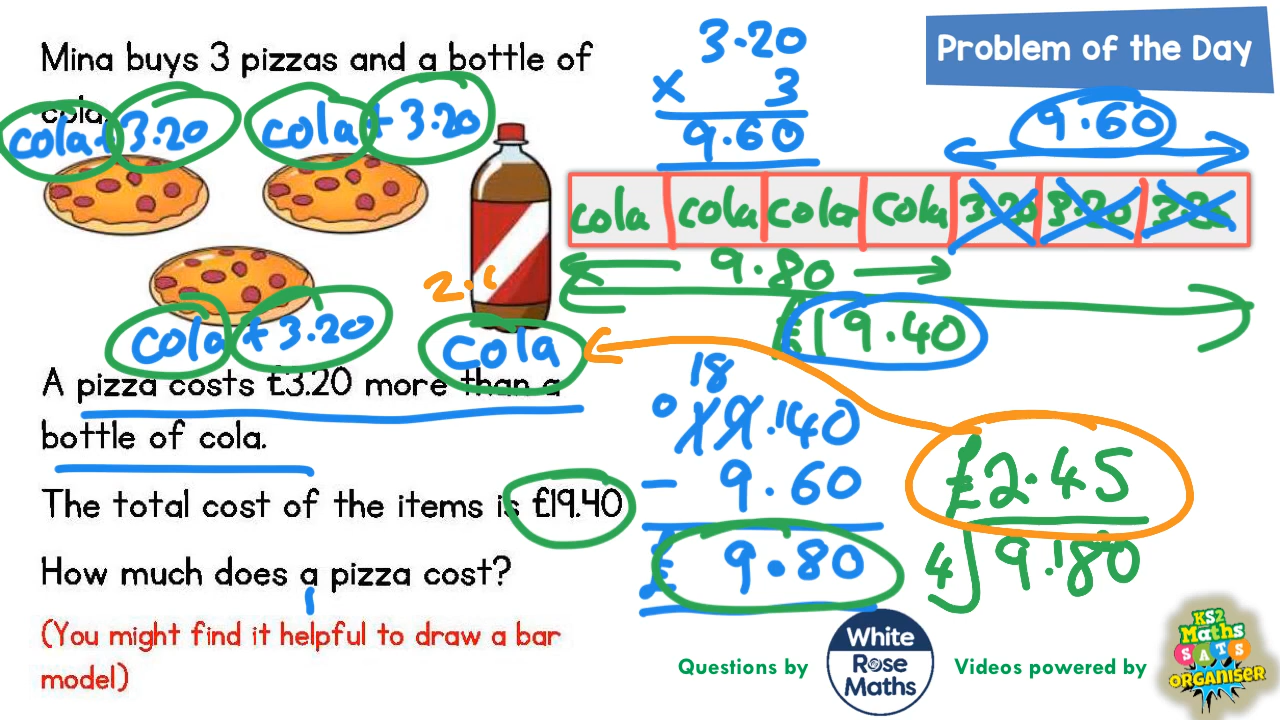 Mina buys 3 pizzas and a bottle of
cola.
cola + 3.20
cola + 3.20
cola + 3.20
2.
cola
A pizza costs £3.20 more than a
bottle of cola.
The total cost of the items is £19.40
How much does a pizza cost?
(You might find it helpful to draw a bar
model)
3.20
× 3
9.60
Problem of the Day
9.60
cola cola cola cola 3.20 3.20 3.20
9.80
£19.40
18
0 19.140
- 9.60
£ 9.80
£2.45
4 9.180
Questions by
White
Rose
Maths
Videos powered by
KS2
Maths
SATS
ORGANISER